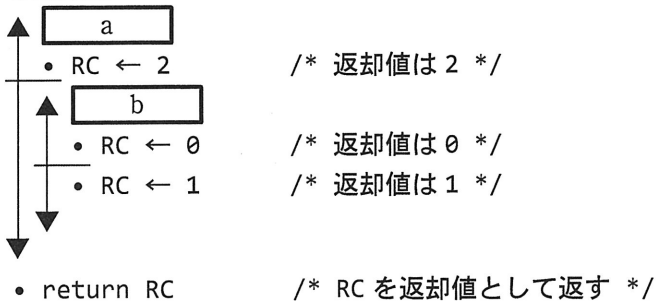 a
• RC ← 2 /* 返却値は 2 */
b
• RC ← 0 /* 返却値は 0 */
• RC ← 1 /* 返却値は 1 */
• return RC /* RC を返却値として返す */